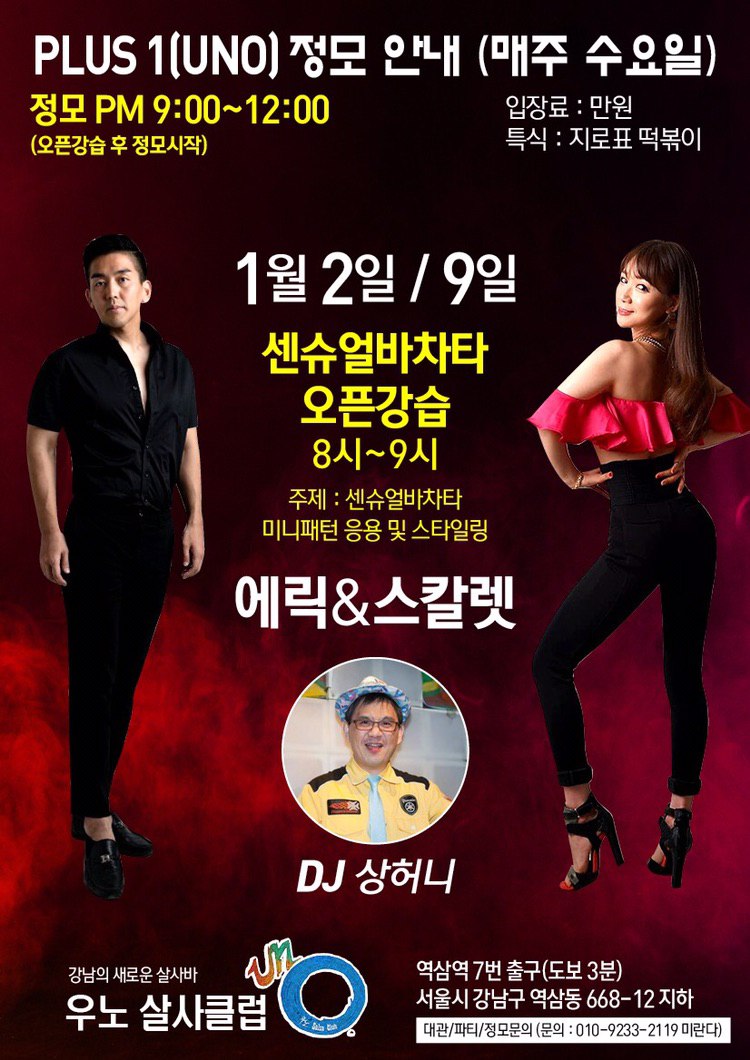 PLUS 1(UNO) 정모 안내 (매주 수요일)
정모 PM 9:00~12:00
(오픈강습 후 정모시작)
입장료 : 만원
특식 : 지로표 떡볶이
1월 2일 / 9일
센슈얼바차타
오픈강습
8시~9시
주제 : 센슈얼바차타
미니패턴 응용 및 스타일링
에릭&스칼렛
DJ 상허니
강남의 새로운 살사바
우노 살사클럽
UNO
우노 Salsa Club
역삼역 7번 출구(도보 3분)
서울시 강남구 역삼동 668-12 지하
대관/파티/정모문의 (문의 : 010-9233-2119 미란다)